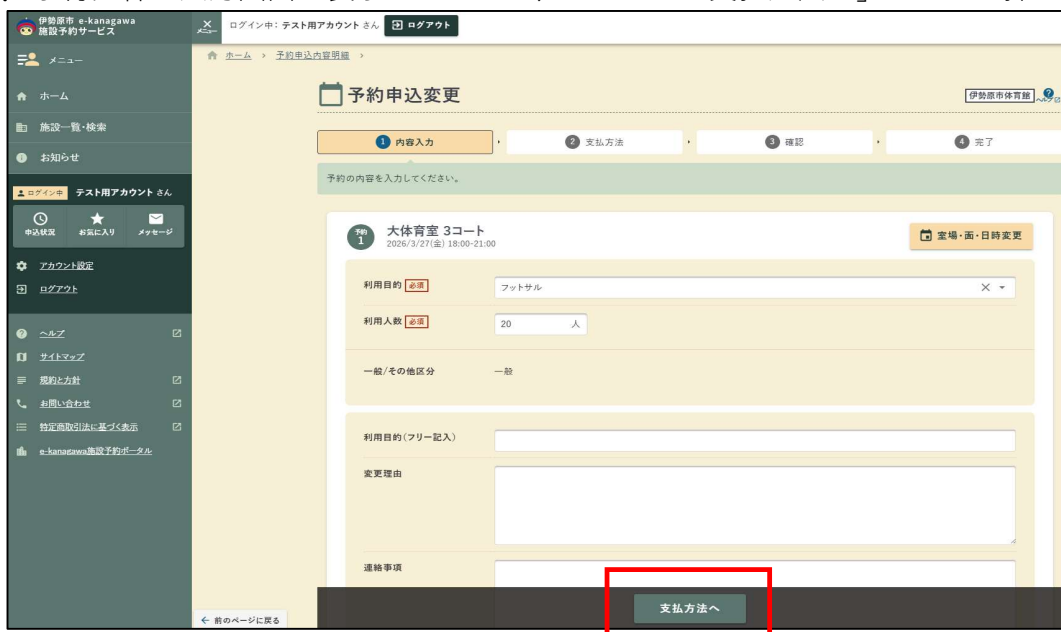 伊勢原市 e-kanagawa
施設予約サービス
メニュー
ログイン中：テスト用アカウント さん
ログアウト
メニュー
ホーム
施設一覧・検索
お知らせ
ログイン中 テスト用アカウント さん
申込状況 お気に入り メッセージ
アカウント設定
ログアウト
ヘルプ
サイトマップ
規約と方針
お問い合わせ
特定商取引法に基づく表示
e-kanagawa施設予約ポータル
ホーム › 予約申込内容明細 ›
予約申込変更
伊勢原市体育館
ヘルプ
1 内容入力
2 支払方法
3 確認
4 完了
予約の内容を入力してください。
予約
1
大体育室 3コート
2026/3/27(金) 18:00-21:00
室場・面・日時変更
利用目的 必須
フットサル
利用人数 必須
20 人
一般/その他区分
一般
利用目的(フリー記入)
変更理由
連絡事項
支払方法へ
← 前のページに戻る